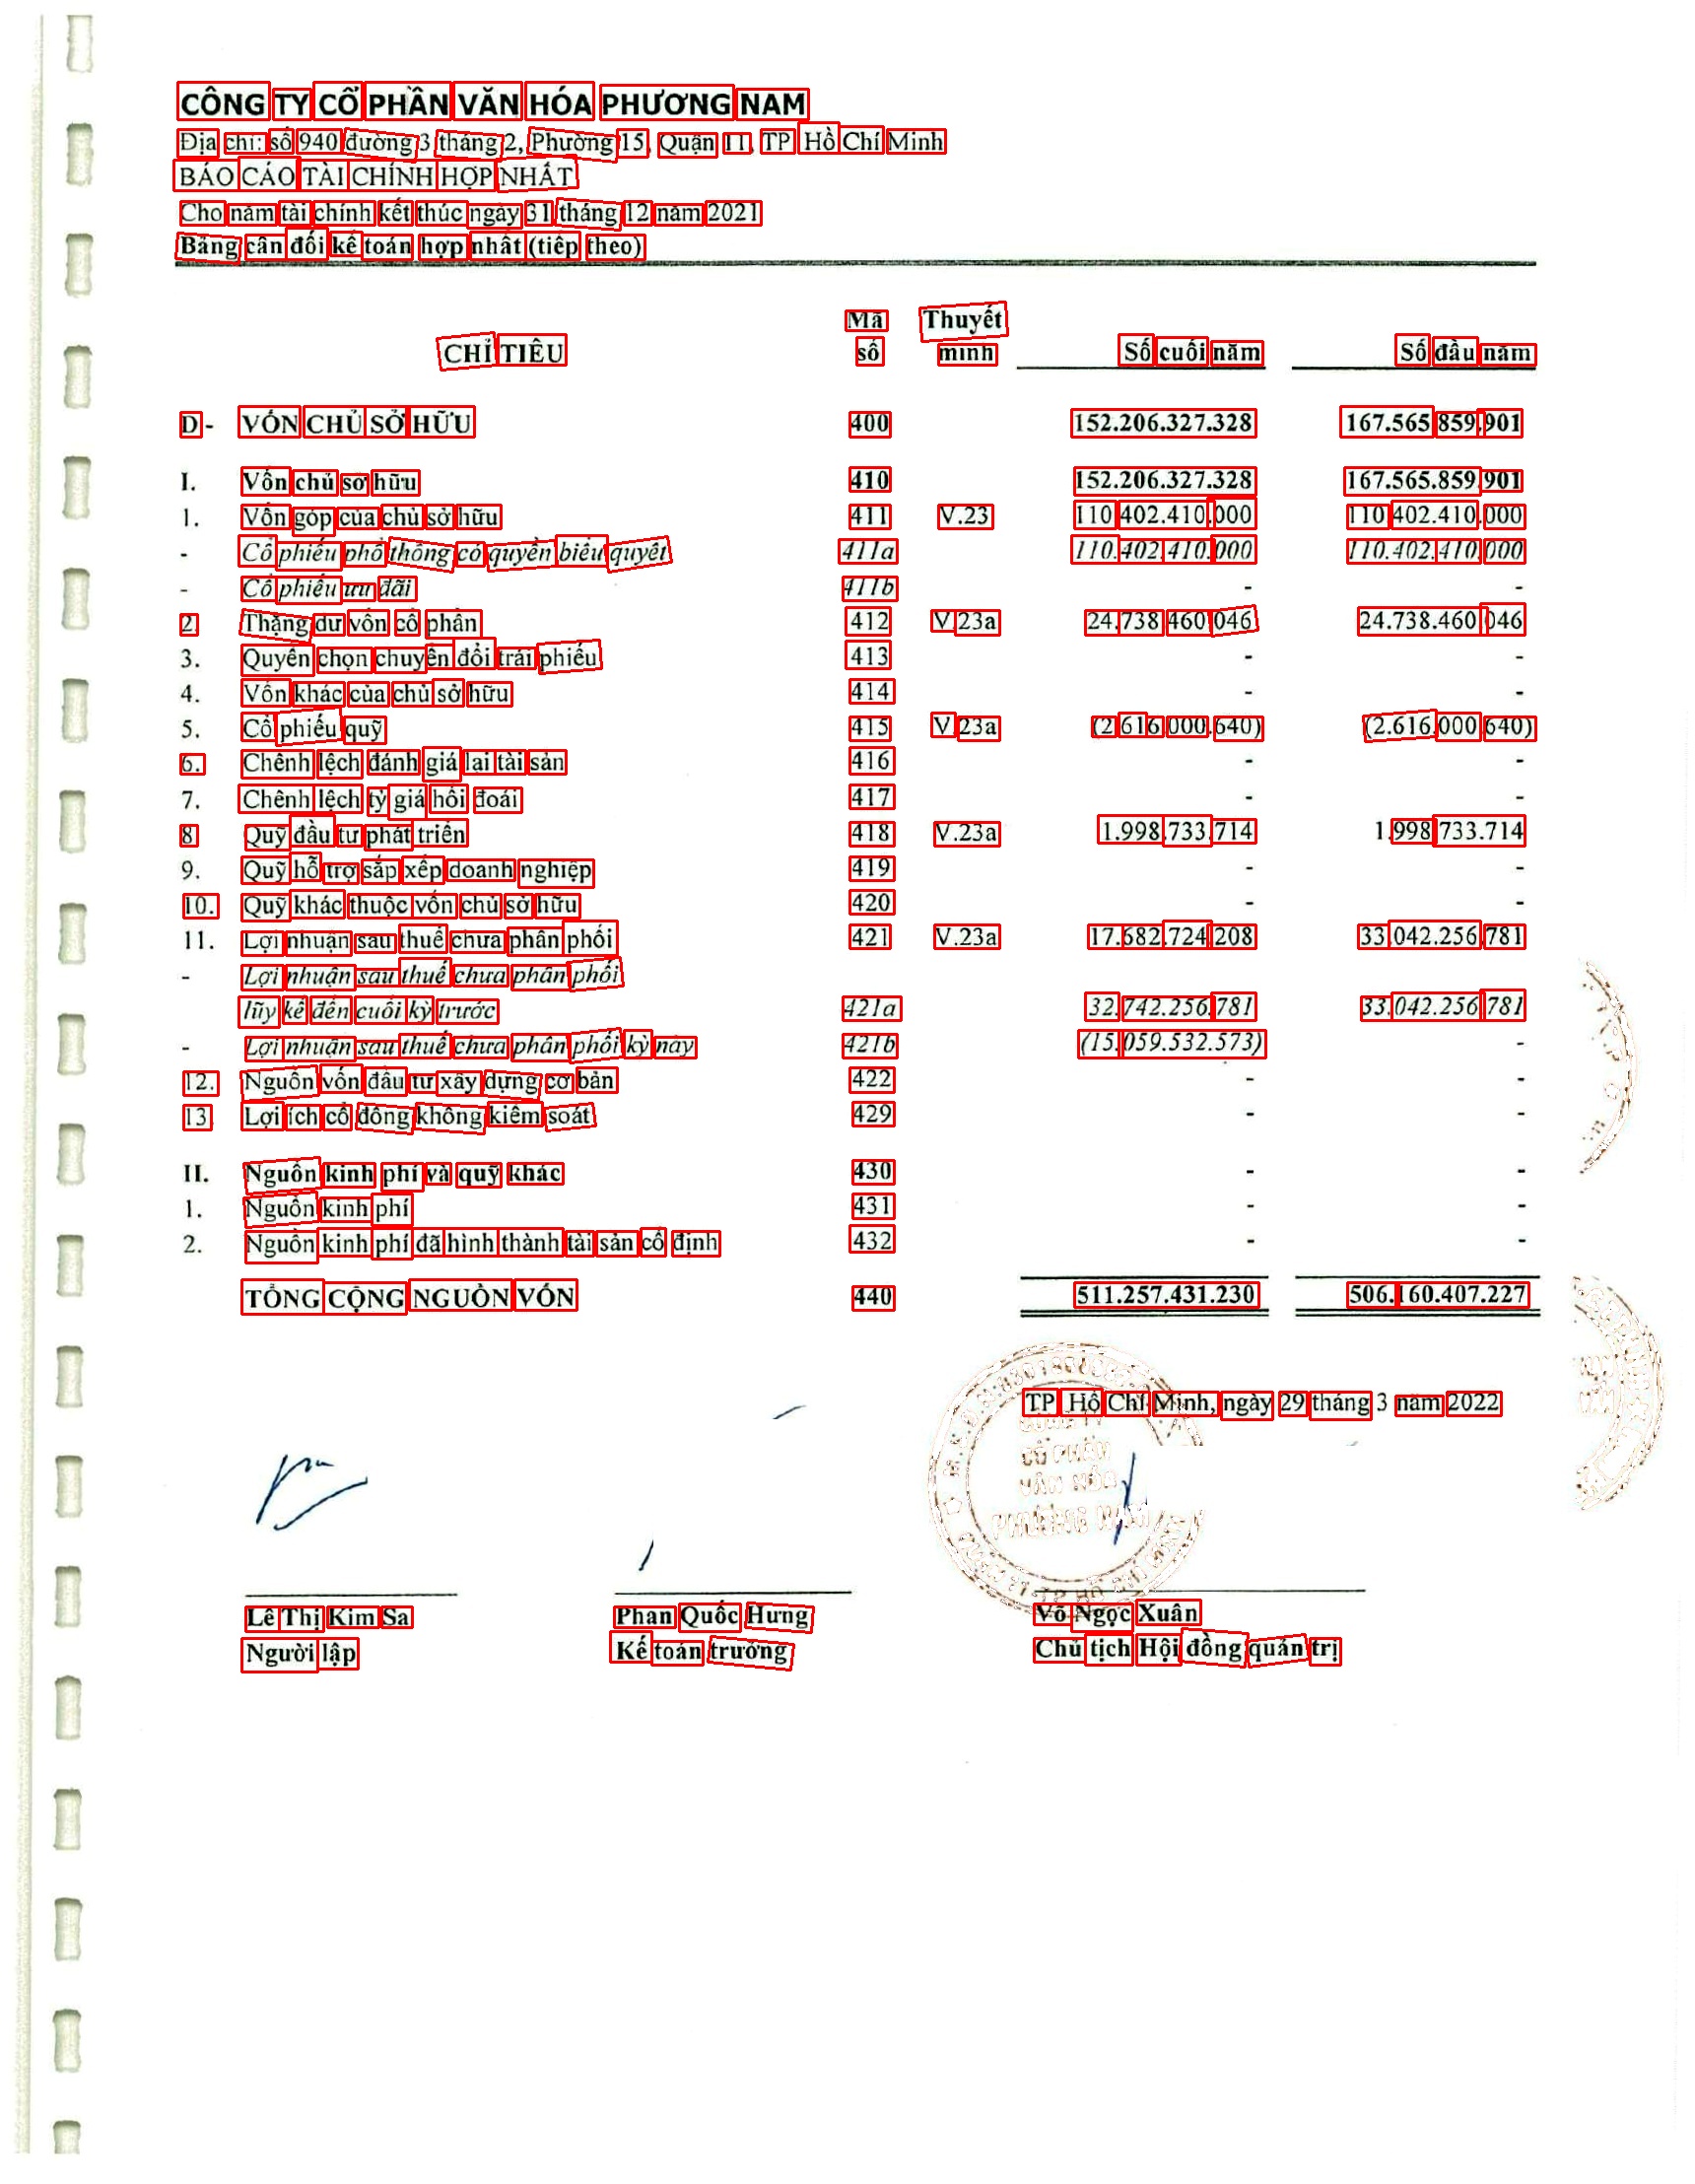 CÔNG TY CỔ PHẦN VĂN HÓA PHƯƠNG NAM
Địa chỉ: số 940 đường 3 tháng 2, Phường 15, Quận 11, TP Hồ Chí Minh
BÁO CÁO TÀI CHÍNH HỢP NHẤT
Cho năm tài chính kết thúc ngày 31 tháng 12 năm 2021
Bảng cân đối kế toán hợp nhất (tiếp theo)
CHỈ TIÊU Mã số Thuyết minh Số cuối năm Số đầu năm
D - VỐN CHỦ SỞ HỮU 400 152.206.327.328 167.565.859.901
I. Vốn chủ sở hữu 410 152.206.327.328 167.565.859.901
1. Vốn góp của chủ sở hữu 411 V.23 110.402.410.000 110.402.410.000
- Cổ phiếu phổ thông có quyền biểu quyết 411a 110.402.410.000 110.402.410.000
- Cổ phiếu ưu đãi 411b - -
2. Thặng dư vốn cổ phần 412 V.23a 24.738.460.046 24.738.460.046
3. Quyền chọn chuyển đổi trái phiếu 413 - -
4. Vốn khác của chủ sở hữu 414 - -
5. Cổ phiếu quỹ 415 V.23a (2.616.000.640) (2.616.000.640)
6. Chênh lệch đánh giá lại tài sản 416 - -
7. Chênh lệch tỷ giá hối đoái 417 - -
8. Quỹ đầu tư phát triển 418 V.23a 1.998.733.714 1.998.733.714
9. Quỹ hỗ trợ sắp xếp doanh nghiệp 419 - -
10. Quỹ khác thuộc vốn chủ sở hữu 420 - -
11. Lợi nhuận sau thuế chưa phân phối 421 V.23a 17.682.724.208 33.042.256.781
- Lợi nhuận sau thuế chưa phân phối
lũy kế đến cuối kỳ trước 421a 32.742.256.781 33.042.256.781
- Lợi nhuận sau thuế chưa phân phối kỳ này 421b (15.059.532.573) -
12. Nguồn vốn đầu tư xây dựng cơ bản 422 - -
13. Lợi ích cổ đông không kiểm soát 429 - -
II. Nguồn kinh phí và quỹ khác 430 - -
1. Nguồn kinh phí 431 - -
2. Nguồn kinh phí đã hình thành tài sản cố định 432 - -
TỔNG CỘNG NGUỒN VỐN 440 511.257.431.230 506.160.407.227
TP Hồ Chí Minh, ngày 29 tháng 3 năm 2022
CÔNG TY
CỔ PHẦN
VĂN HÓA
PHƯƠNG NAM
Lê Thị Kim Sa Phan Quốc Hưng Võ Ngọc Xuân
Người lập Kế toán trưởng Chủ tịch Hội đồng quản trị